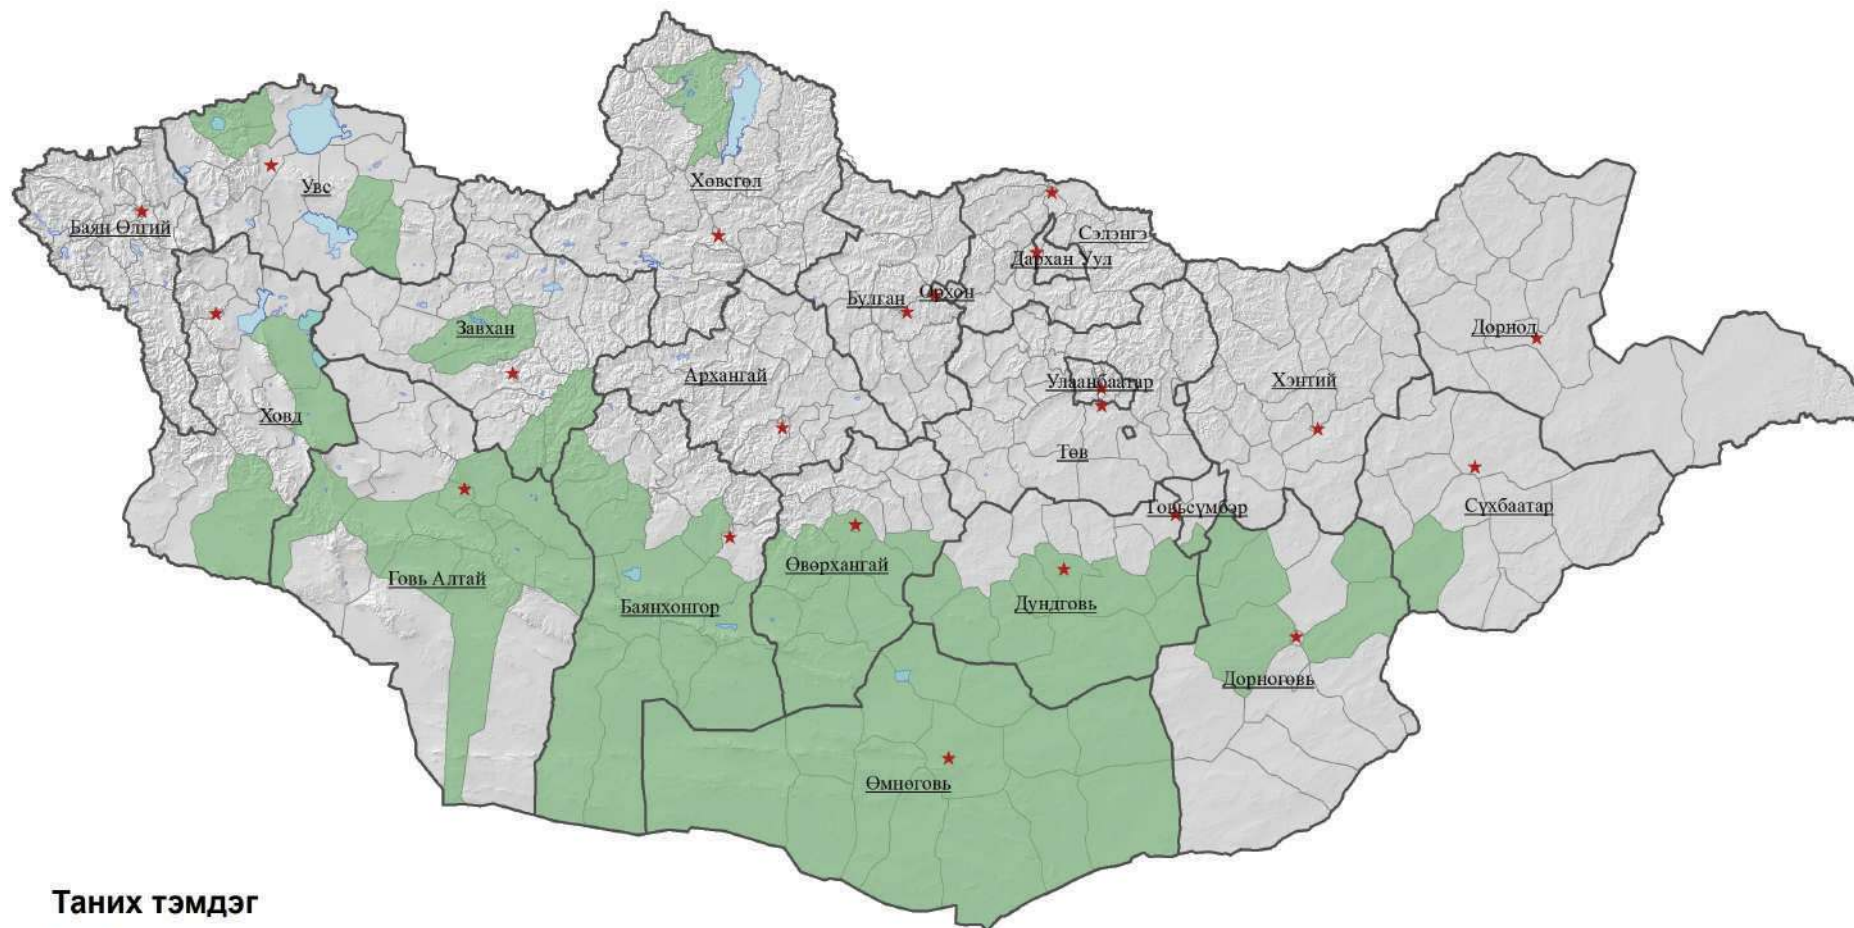 Хөвсгөл
Увс
Баян Өлгий
Сэлэнгэ
Дархан Уул
Орхон
Булган
Завхан
Дорнод
Архангай
Улаанбаатар
Хэнтий
Ховд
Төв
Говьсүмбэр
Сүхбаатар
Өвөрхангай
Говь Алтай
Баянхонгор
Дундговь
Дорноговь
Өмнөговь
Таних тэмдэг